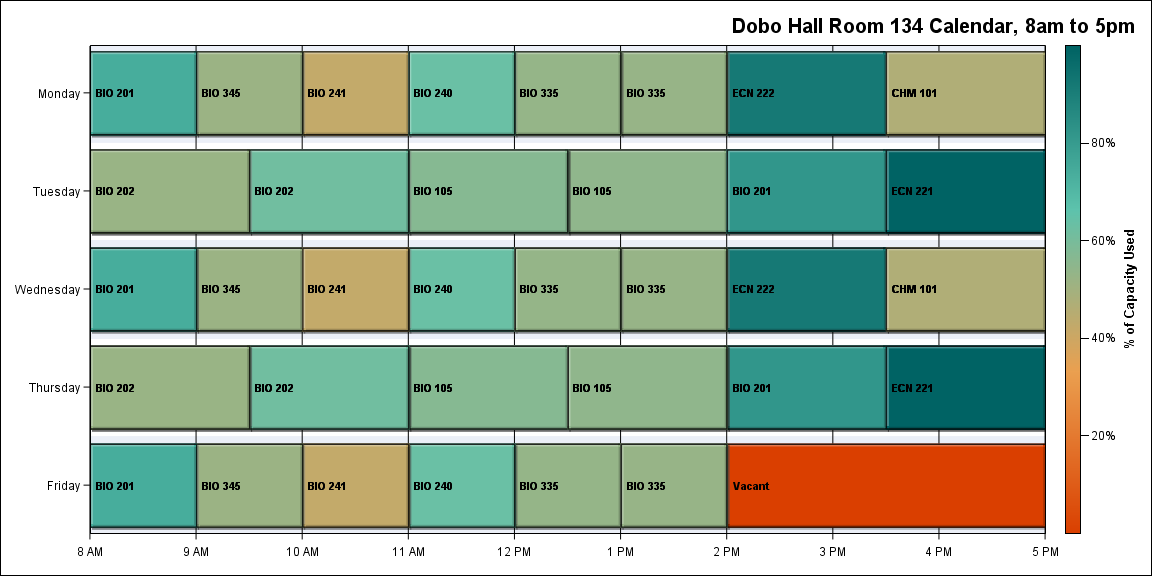 Dobo Hall Room 134 Calendar, 8am to 5pm
Monday BIO 201 BIO 345 BIO 241 BIO 240 BIO 335 BIO 335 ECN 222 CHM 101
Tuesday BIO 202 BIO 202 BIO 105 BIO 105 BIO 201 ECN 221
Wednesday BIO 201 BIO 345 BIO 241 BIO 240 BIO 335 BIO 335 ECN 222 CHM 101
Thursday BIO 202 BIO 202 BIO 105 BIO 105 BIO 201 ECN 221
Friday BIO 201 BIO 345 BIO 241 BIO 240 BIO 335 BIO 335 Vacant
8 AM 9 AM 10 AM 11 AM 12 PM 1 PM 2 PM 3 PM 4 PM 5 PM
80%
60%
40%
20%
% of Capacity Used